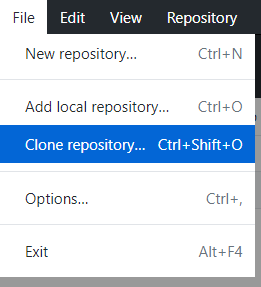 File Edit View Repository
New repository... Ctrl+N
Add local repository... Ctrl+O
Clone repository... Ctrl+Shift+O
Options... Ctrl+,
Exit Alt+F4